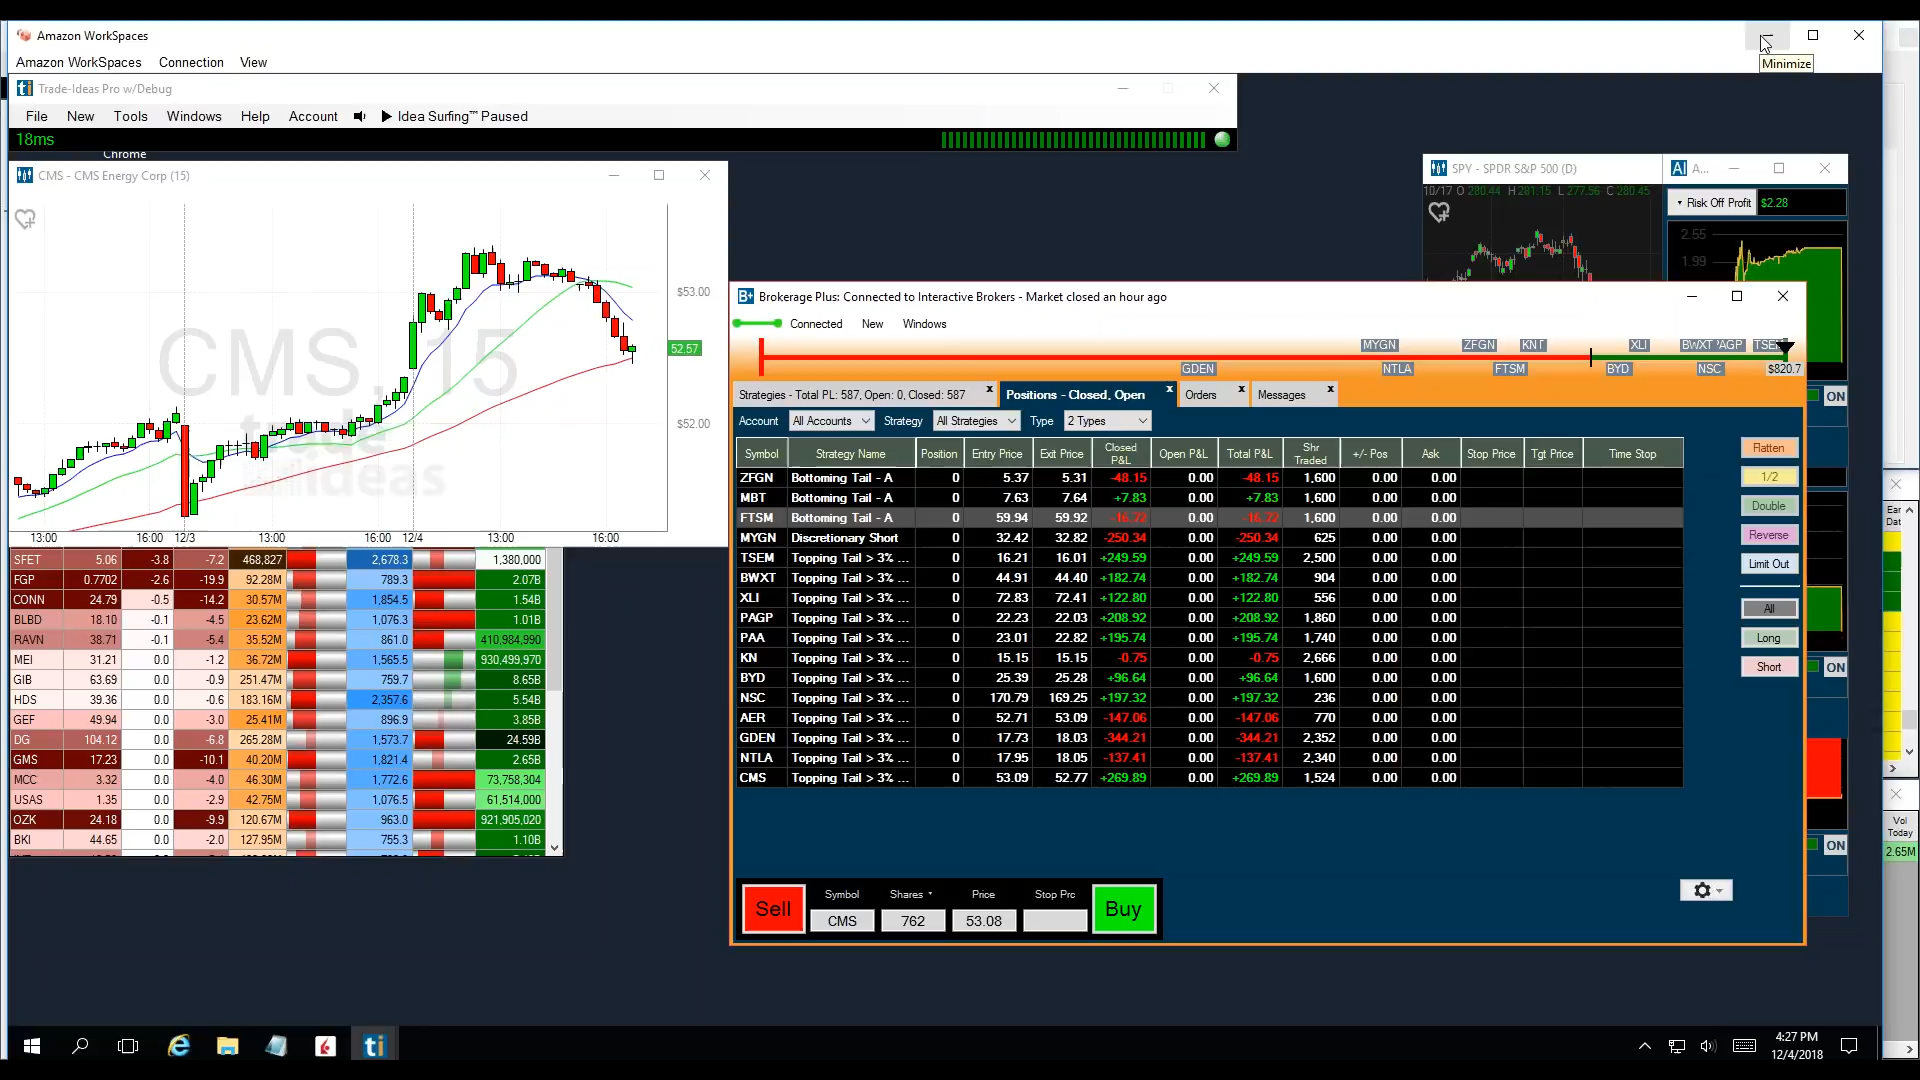 Amazon WorkSpaces
Amazon WorkSpaces Connection View
Minimize
Trade-Ideas Pro w/Debug
File New Tools Windows Help Account Idea Surfing™ Paused
18ms
Chrome
CMS - CMS Energy Corp (15)
CMS, 15
trade
ideas
$53.00
52.57
$52.00
13:00 16:00 12/3 13:00 16:00 12/4 13:00 16:00
SFET 5.06 -3.8 -7.2 468,827 2,678.3 1,380,000
FGP 0.7702 -2.6 -19.9 92.28M 789.3 2.07B
CONN 24.79 -0.5 -14.2 30.57M 1,854.5 1.54B
BLBD 18.10 -0.1 -4.5 23.62M 1,076.3 1.01B
RAVN 38.71 -0.1 -5.4 35.52M 861.0 410,984,990
MEI 31.21 0.0 -1.2 36.72M 1,565.5 930,499,970
GIB 63.69 0.0 -0.9 251.47M 759.7 8.65B
HDS 39.36 0.0 -0.6 183.16M 2,357.6 5.54B
GEF 49.94 0.0 -3.0 25.41M 896.9 3.85B
DG 104.12 0.0 -6.8 265.28M 1,573.7 24.59B
GMS 17.23 0.0 -10.1 40.20M 1,821.4 2.65B
MCC 3.32 0.0 -4.0 46.30M 1,772.6 73,758,304
USAS 1.35 0.0 -2.9 42.75M 1,076.5 61,514,000
OZK 24.18 0.0 -9.9 120.67M 963.0 921,905,020
BKI 44.65 0.0 -2.0 127.95M 755.3 1.10B
SPY - SPDR S&P 500 (D)
10/17 O 280.44 H 281.15 L 277.56 C 280.45
AI A...
Risk Off Profit $2.28
2.55
1.99
Brokerage Plus: Connected to Interactive Brokers - Market closed an hour ago
Connected New Windows
MYGN ZFGN KNT XLI BWXT PAGP TSEM
GDEN NTLA FTSM BYD NSC $820.7
Strategies - Total PL: 587, Open: 0, Closed: 587 x Positions - Closed, Open x Orders x Messages x
Account All Accounts Strategy All Strategies Type 2 Types
Symbol Strategy Name Position Entry Price Exit Price Closed P&L Open P&L Total P&L Shr Traded +/- Pos Ask Stop Price Tgt Price Time Stop
ZFGN Bottoming Tail - A 0 5.37 5.31 -48.15 0.00 -48.15 1,600 0.00 0.00
MBT Bottoming Tail - A 0 7.63 7.64 +7.83 0.00 +7.83 1,600 0.00 0.00
FTSM Bottoming Tail - A 0 59.94 59.92 -16.72 0.00 -16.72 1,600 0.00 0.00
MYGN Discretionary Short 0 32.42 32.82 -250.34 0.00 -250.34 625 0.00 0.00
TSEM Topping Tail > 3% ... 0 16.21 16.01 +249.59 0.00 +249.59 2,500 0.00 0.00
BWXT Topping Tail > 3% ... 0 44.91 44.40 +182.74 0.00 +182.74 904 0.00 0.00
XLI Topping Tail > 3% ... 0 72.83 72.41 +122.80 0.00 +122.80 556 0.00 0.00
PAGP Topping Tail > 3% ... 0 22.23 22.03 +208.92 0.00 +208.92 1,860 0.00 0.00
PAA Topping Tail > 3% ... 0 23.01 22.82 +195.74 0.00 +195.74 1,740 0.00 0.00
KN Topping Tail > 3% ... 0 15.15 15.15 -0.75 0.00 -0.75 2,666 0.00 0.00
BYD Topping Tail > 3% ... 0 25.39 25.28 +96.64 0.00 +96.64 1,600 0.00 0.00
NSC Topping Tail > 3% ... 0 170.79 169.25 +197.32 0.00 +197.32 236 0.00 0.00
AER Topping Tail > 3% ... 0 52.71 53.09 -147.06 0.00 -147.06 770 0.00 0.00
GDEN Topping Tail > 3% ... 0 17.73 18.03 -344.21 0.00 -344.21 2,352 0.00 0.00
NTLA Topping Tail > 3% ... 0 17.95 18.05 -137.41 0.00 -137.41 2,340 0.00 0.00
CMS Topping Tail > 3% ... 0 53.09 52.77 +269.89 0.00 +269.89 1,524 0.00 0.00
Flatten
1/2
Double
Reverse
Limit Out
All
Long
Short
Sell Symbol Shares Price Stop Prc Buy
CMS 762 53.08
ON
ON
ON
Ear
Dat
Vol
Today
2.65M
4:27 PM
12/4/2018